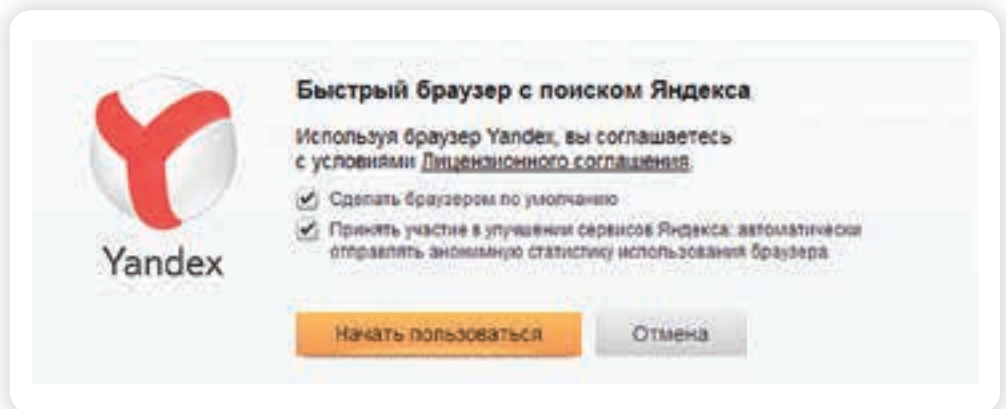 Быстрый браузер с поиском Яндекса
Используя браузер Yandex, вы соглашаетесь
с условиями Лицензионного соглашения.
Сделать браузером по умолчанию
Принять участие в улучшении сервисов Яндекса: автоматически
отправлять анонимную статистику использования браузера
Yandex
Начать пользоваться
Отмена